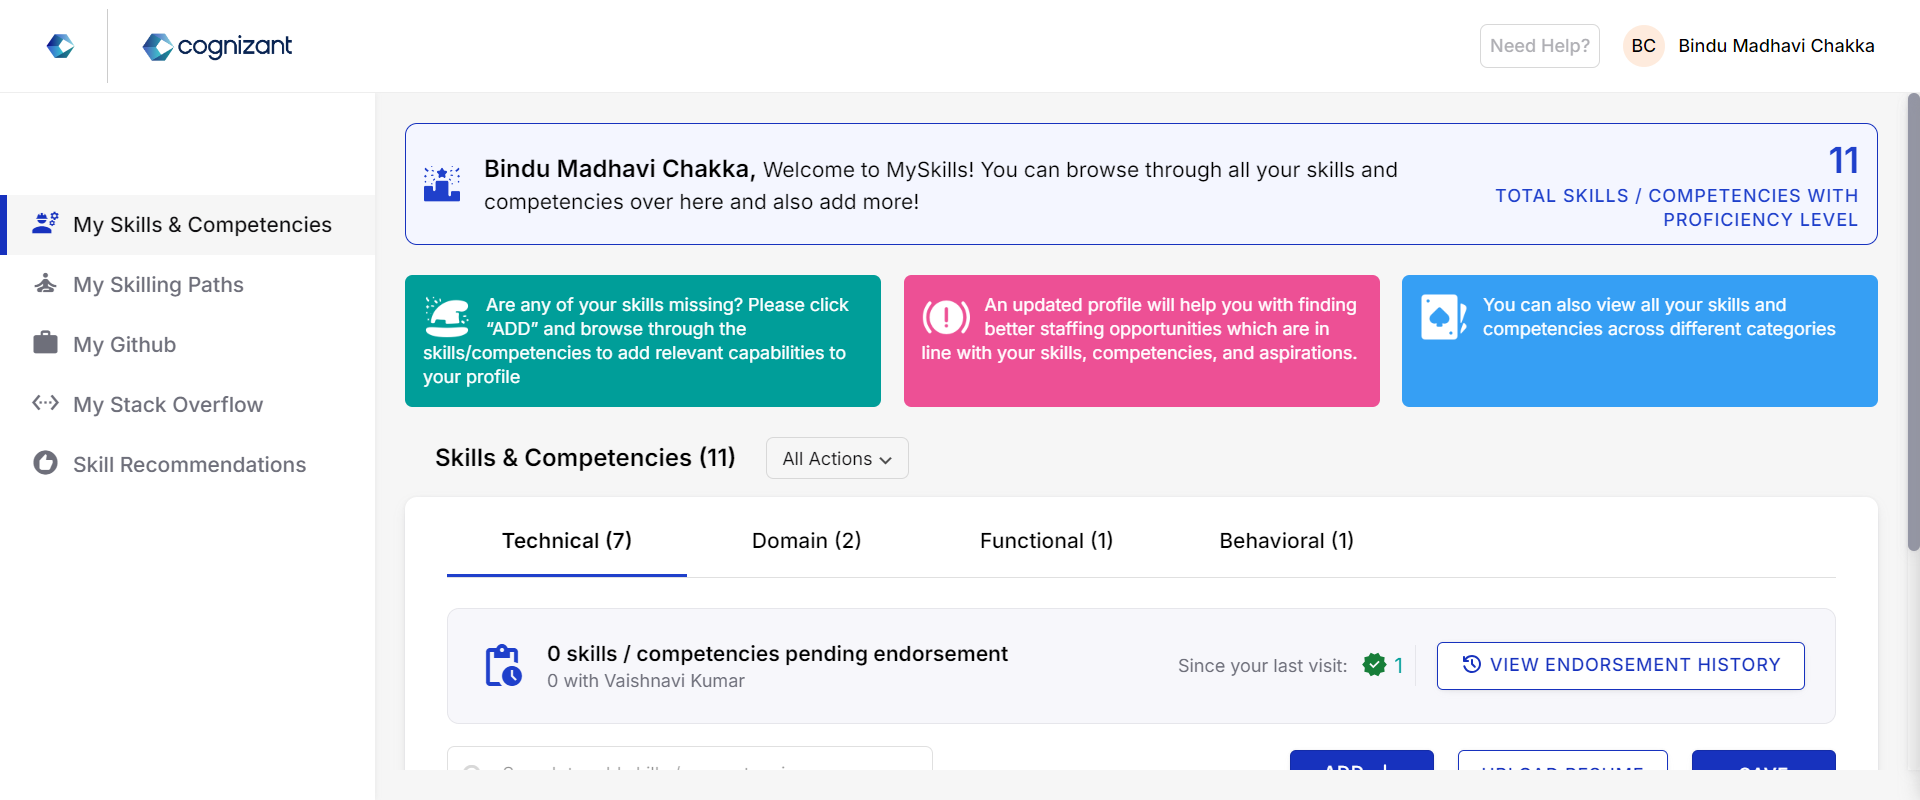 cognizant
Need Help?
BC
Bindu Madhavi Chakka
My Skills & Competencies
My Skilling Paths
My Github
My Stack Overflow
Skill Recommendations
Bindu Madhavi Chakka, Welcome to MySkills! You can browse through all your skills and
competencies over here and also add more!
11
TOTAL SKILLS / COMPETENCIES WITH
PROFICIENCY LEVEL
Are any of your skills missing? Please click
“ADD” and browse through the
skills/competencies to add relevant capabilities to
your profile
An updated profile will help you with finding
better staffing opportunities which are in
line with your skills, competencies, and aspirations.
You can also view all your skills and
competencies across different categories
Skills & Competencies (11)
All Actions
Technical (7)
Domain (2)
Functional (1)
Behavioral (1)
0 skills / competencies pending endorsement
0 with Vaishnavi Kumar
Since your last visit:
1
VIEW ENDORSEMENT HISTORY
ADD
UPLOAD RESUME
SAVE